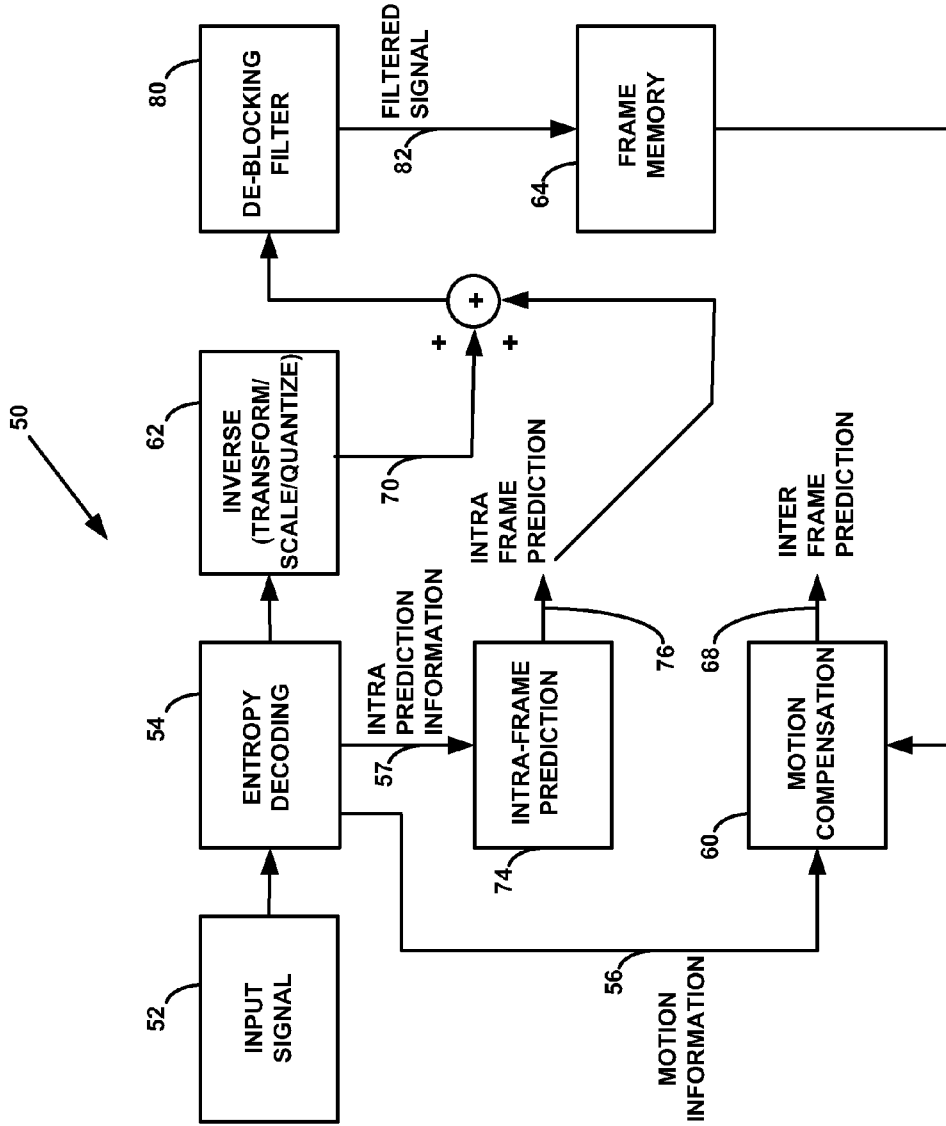 50
52
INPUT
SIGNAL
54
ENTROPY
DECODING
62
INVERSE
(TRANSFORM/
SCALE/QUANTIZE)
80
DE-BLOCKING
FILTER
57
INTRA
PREDICTION
INFORMATION
70
+
+
+
82
FILTERED
SIGNAL
74
INTRA-FRAME
PREDICTION
76
INTRA
FRAME
PREDICTION
64
FRAME
MEMORY
56
MOTION
INFORMATION
60
MOTION
COMPENSATION
68
INTER
FRAME
PREDICTION